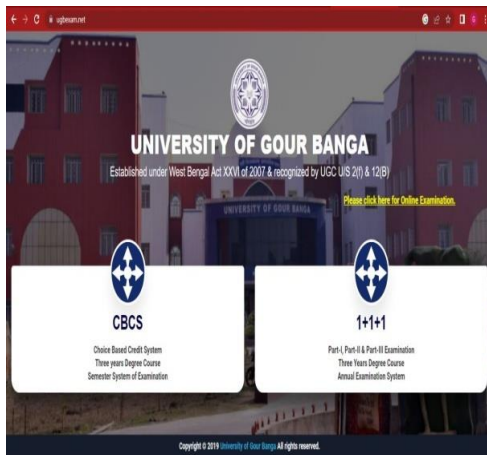 ugbexam.net
UNIVERSITY OF GOUR BANGA
Established under West Bengal Act XXVI of 2007 & recognized by UGC U/S 2(f) & 12(B)
Please click here for Online Examination.
UNIVERSITY OF GOUR BANGA
CBCS
Choice Based Credit System
Three years Degree Course
Semester System of Examination
1+1+1
Part-I, Part-II & Part-III Examination
Three Years Degree Course
Annual Examination System
Copyright © 2019 University of Gour Banga All rights reserved.